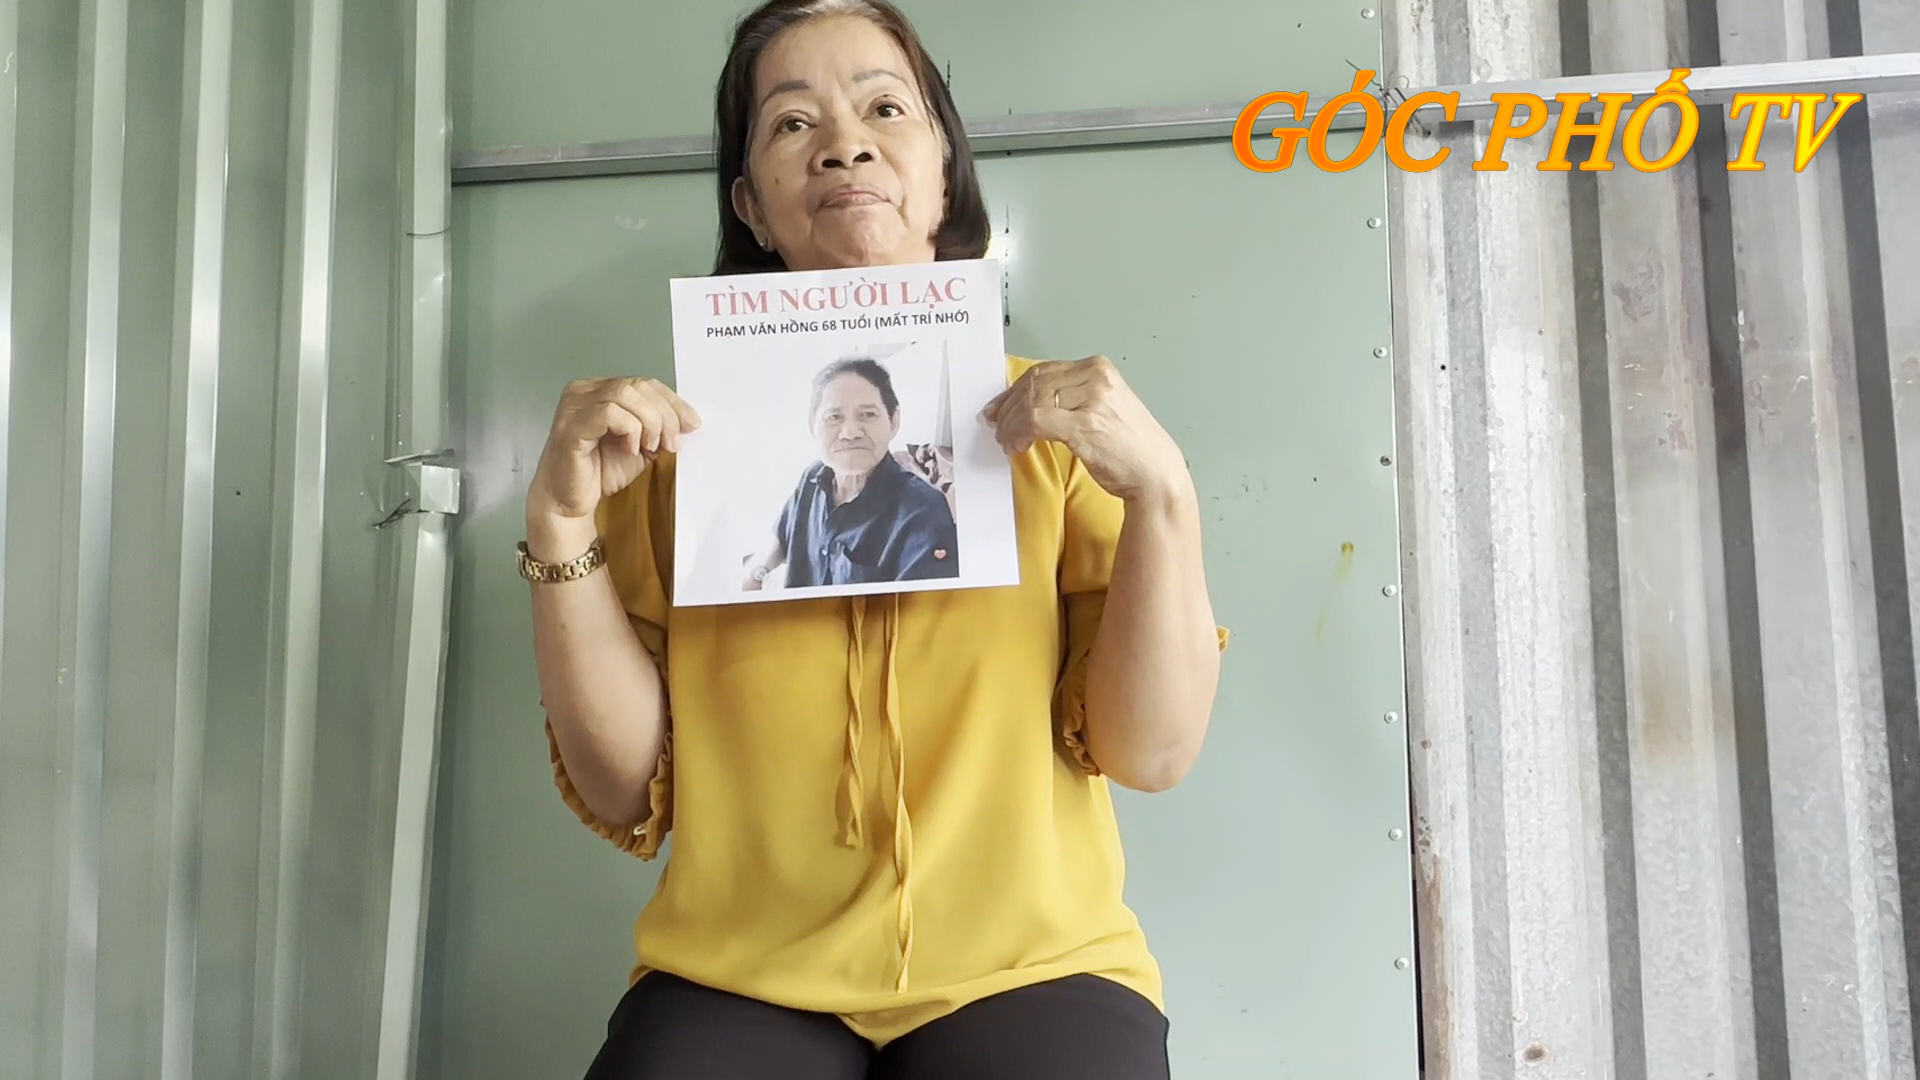 GÓC PHỐ TV
TÌM NGƯỜI LẠC
PHẠM VĂN HỒNG 68 TUỔI (MẤT TRÍ NHỚ)